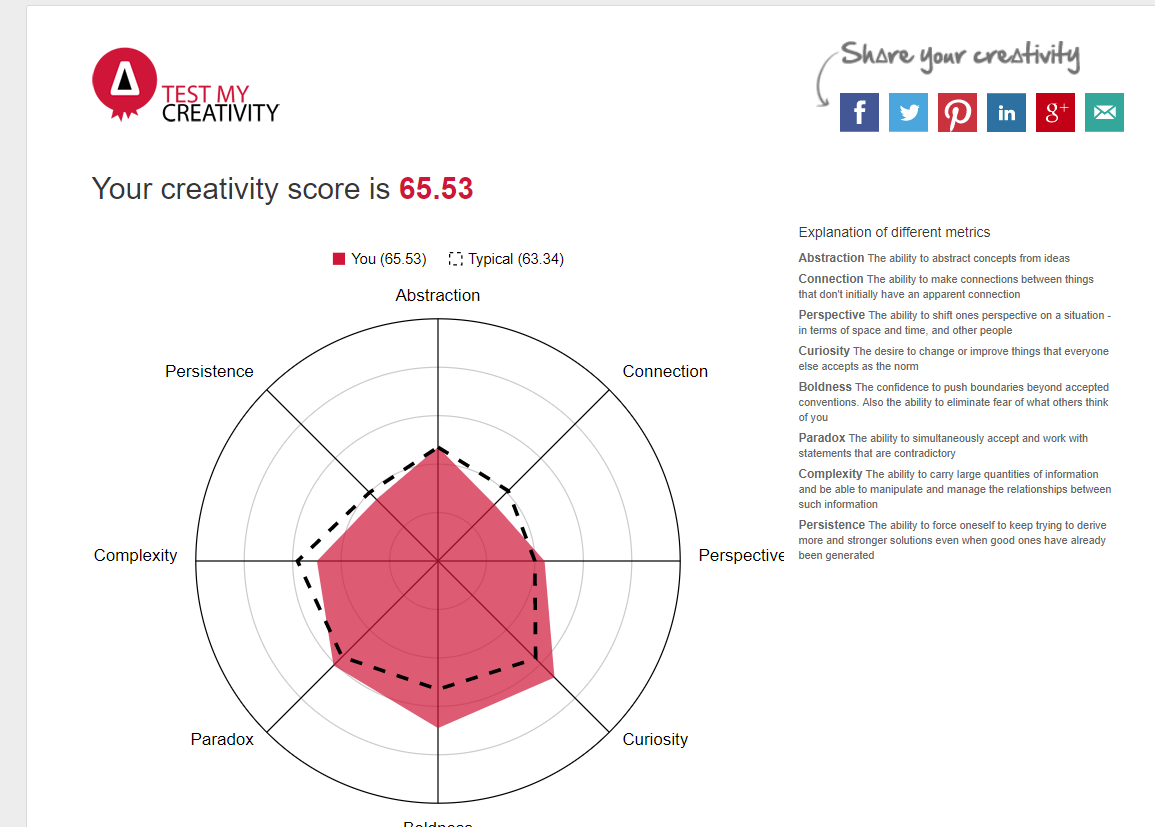 Share your creativity
TEST MY
CREATIVITY
f
in
g+
Your creativity score is 65.53
You (65.53)
Typical (63.34)
Abstraction
Persistence
Connection
Complexity
Perspective
Paradox
Curiosity
Boldness
Explanation of different metrics
Abstraction The ability to abstract concepts from ideas
Connection The ability to make connections between things
that don't initially have an apparent connection
Perspective The ability to shift ones perspective on a situation -
in terms of space and time, and other people
Curiosity The desire to change or improve things that everyone
else accepts as the norm
Boldness The confidence to push boundaries beyond accepted
conventions. Also the ability to eliminate fear of what others think
of you
Paradox The ability to simultaneously accept and work with
statements that are contradictory
Complexity The ability to carry large quantities of information
and be able to manipulate and manage the relationships between
such information
Persistence The ability to force oneself to keep trying to derive
more and stronger solutions even when good ones have already
been generated